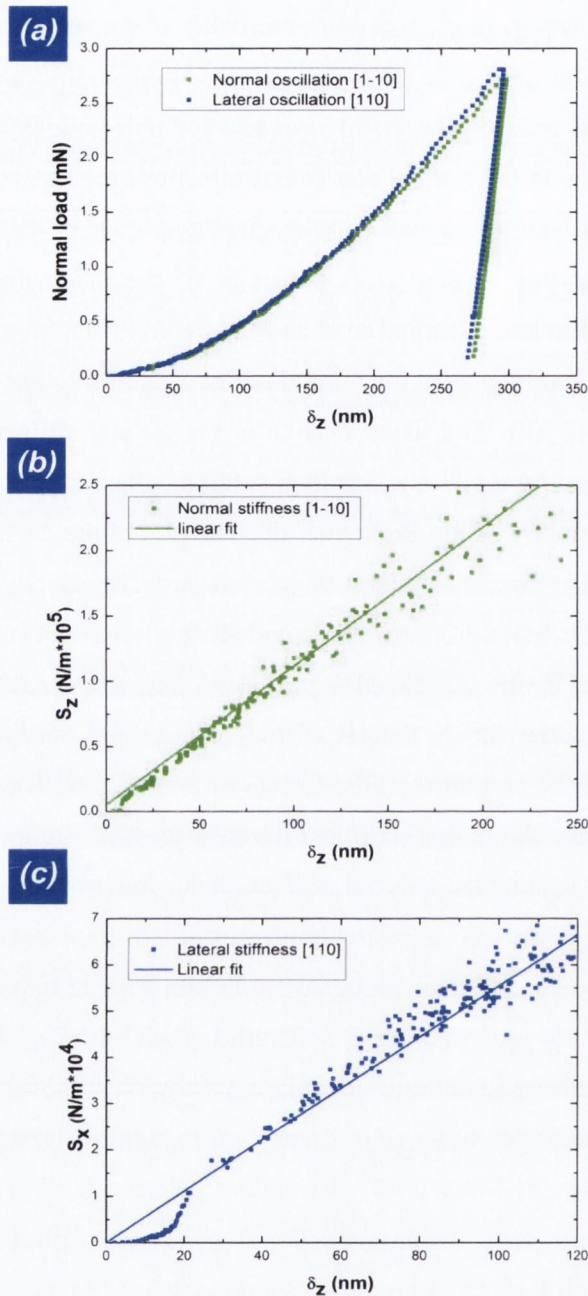 (a)
3.0
2.5
2.0
1.5
1.0
0.5
0.0
Normal load (mN)
Normal oscillation [1-10]
Lateral oscillation [110]
0 50 100 150 200 250 300 350
δz (nm)
(b)
2.5
2.0
1.5
1.0
0.5
0.0
Sz (N/m*10⁵)
Normal stiffness [1-10]
linear fit
0 50 100 150 200 250
δz (nm)
(c)
7
6
5
4
3
2
1
0
Sx (N/m*10⁴)
Lateral stiffness [110]
Linear fit
0 20 40 60 80 100 120
δz (nm)